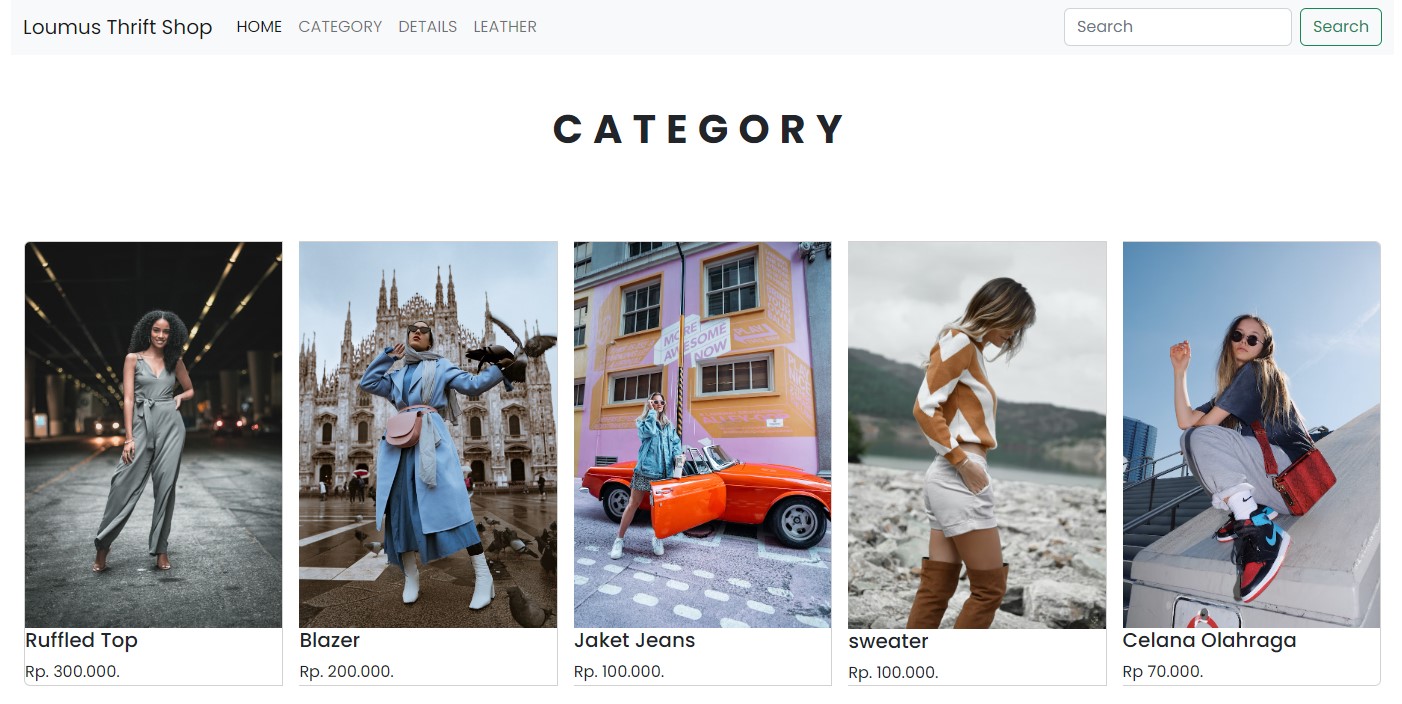 Loumus Thrift Shop HOME CATEGORY DETAILS LEATHER Search Search
CATEGORY
MORE
AWESOME
NOW
Ruffled Top
Rp. 300.000.
Blazer
Rp. 200.000.
Jaket Jeans
Rp. 100.000.
sweater
Rp. 100.000.
Celana Olahraga
Rp 70.000.